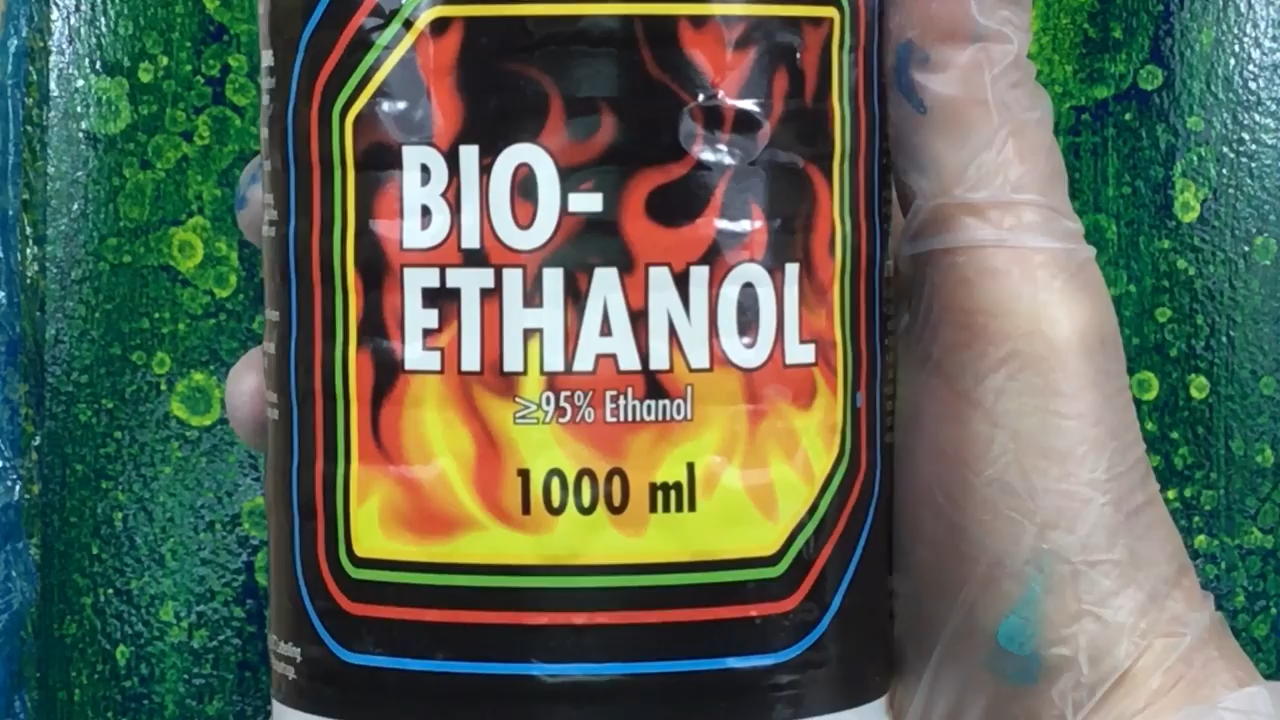 BIO-
ETHANOL
≥95% Ethanol
1000 ml